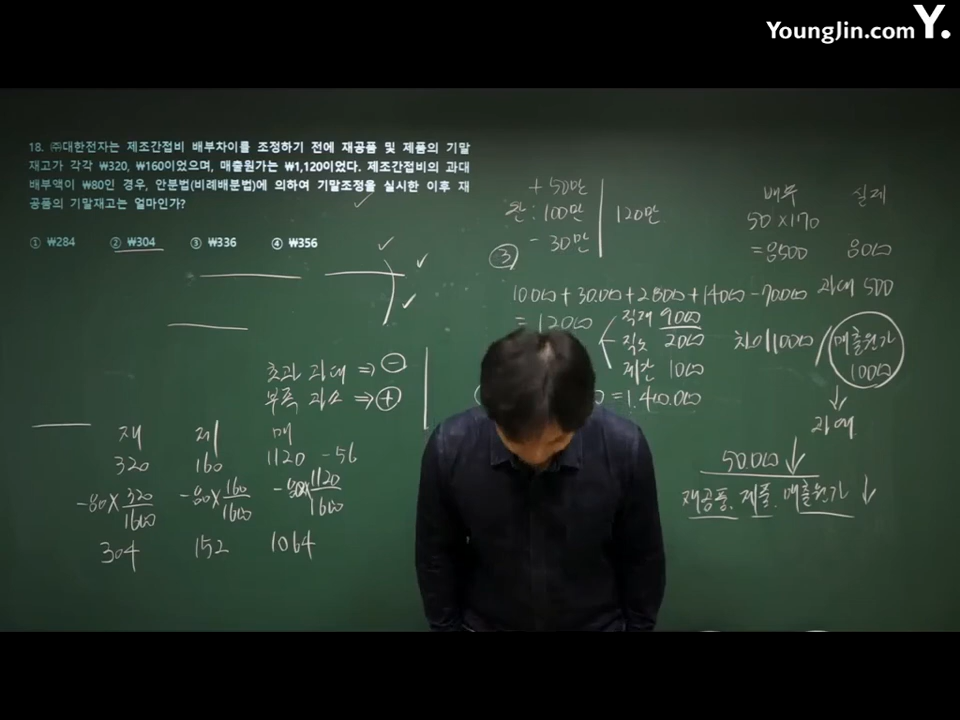 YoungJin.com Y.
18. ㈜대한전자는 제조간접비 배부차이를 조정하기 전에 재공품 및 제품의 기말
재고가 각각 ₩320, ₩160이었으며, 매출원가는 ₩1,120이었다. 제조간접비의 과대
배부액이 ₩80인 경우, 안분법(비례배분법)에 의하여 기말조정을 실시한 이후 재
공품의 기말재고는 얼마인가?
① ₩284 ② ₩304 ③ ₩336 ④ ₩356
초과 과대 ⇒ ⊖
부족 과소 ⇒ ⊕
재 제 매
320 160 1120 - 56
-80 × 320/1600 -80 × 160/1600 -80 × 1120/1600
304 152 1064
+ 50만
완 : 100만 120만
- 30만
③
배부 실제
50 × 170
= 8500 8000
과대 500
직재 9000
직노 2000
제간 1000
차이 1000
매출원가
1000
= 1,400,000
과대
50,000 ↓
재공품, 제품, 매출원가 ↓